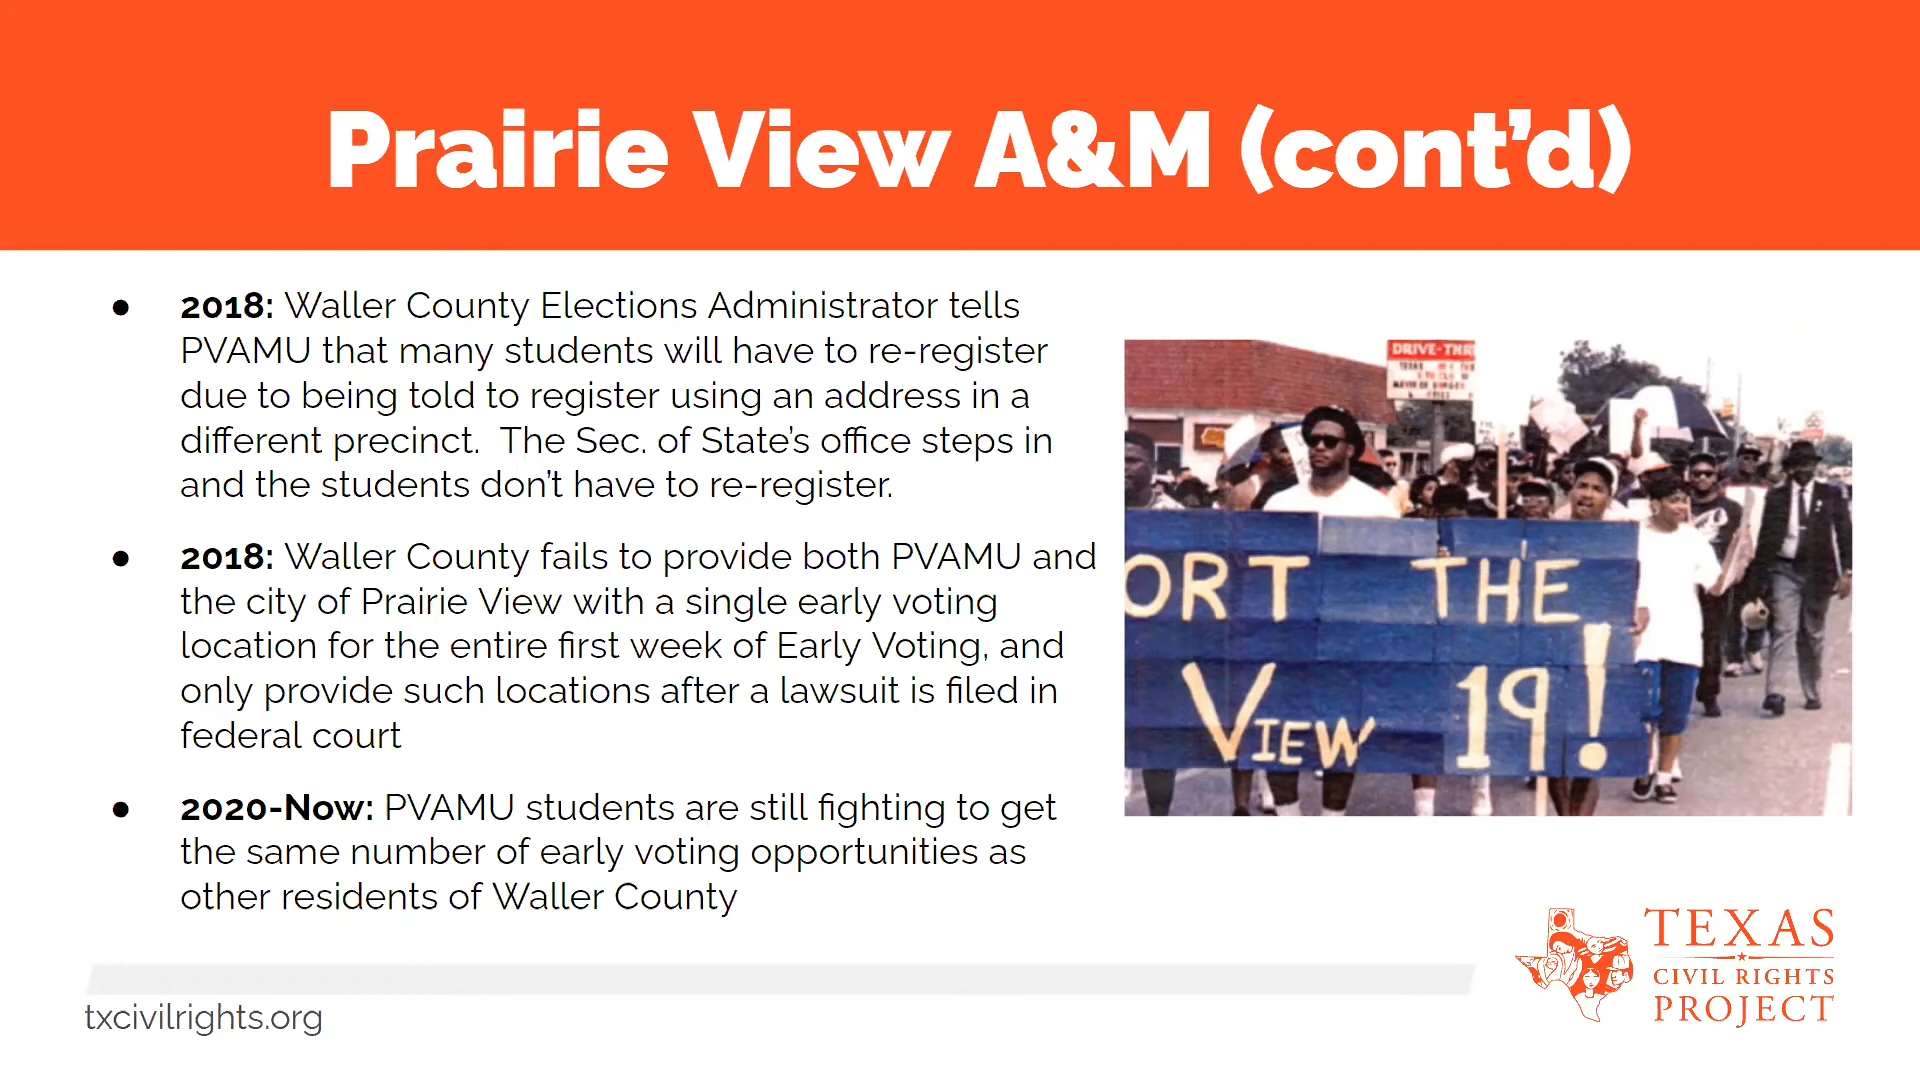 Prairie View A&M (cont’d)
● 2018: Waller County Elections Administrator tells
PVAMU that many students will have to re-register
due to being told to register using an address in a
different precinct.  The Sec. of State’s office steps in
and the students don’t have to re-register.
● 2018: Waller County fails to provide both PVAMU and
the city of Prairie View with a single early voting
location for the entire first week of Early Voting, and
only provide such locations after a lawsuit is filed in
federal court
● 2020-Now: PVAMU students are still fighting to get
the same number of early voting opportunities as
other residents of Waller County
DRIVE-THR
ORT THE
VIEW 19!
TEXAS
CIVIL RIGHTS
PROJECT
txcivilrights.org